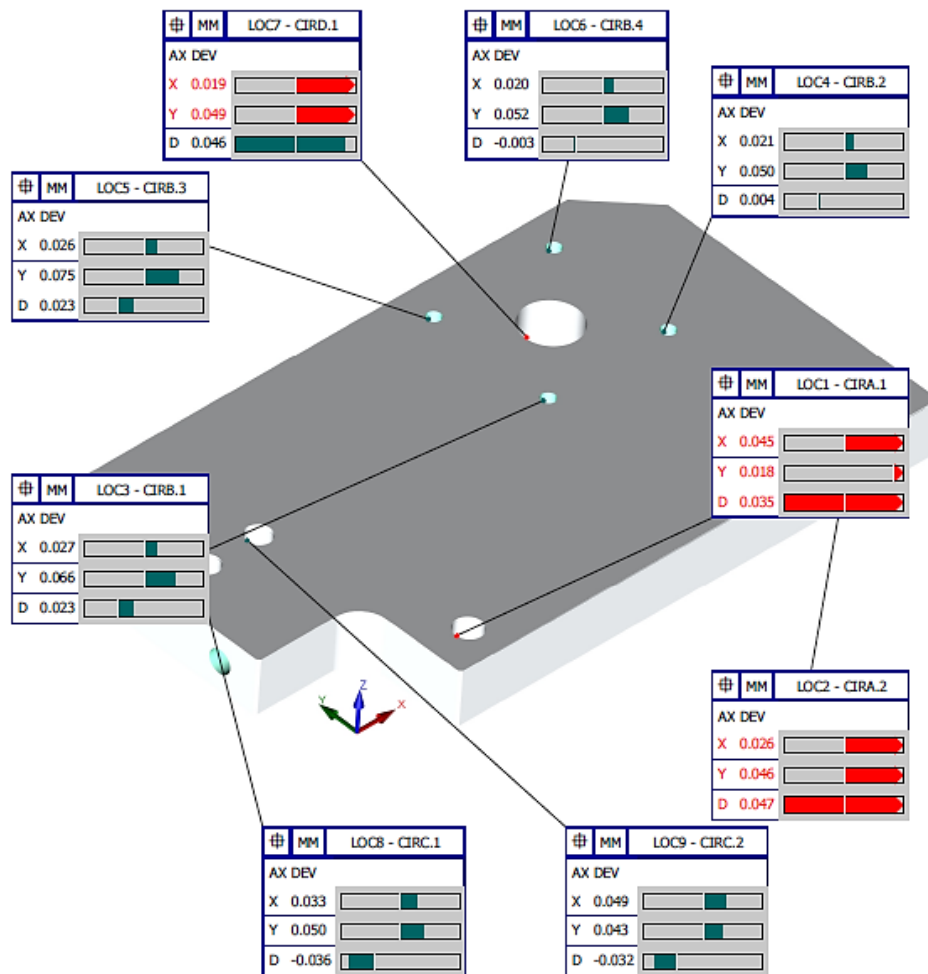 ⌖ MM LOC7 - CIRD.1
AX DEV
X 0.019
Y 0.049
D 0.046
⌖ MM LOC6 - CIRB.4
AX DEV
X 0.020
Y 0.052
D -0.003
⌖ MM LOC4 - CIRB.2
AX DEV
X 0.021
Y 0.050
D 0.004
⌖ MM LOC5 - CIRB.3
AX DEV
X 0.026
Y 0.075
D 0.023
⌖ MM LOC1 - CIRA.1
AX DEV
X 0.045
Y 0.018
D 0.035
⌖ MM LOC3 - CIRB.1
AX DEV
X 0.027
Y 0.066
D 0.023
Z
Y
X
⌖ MM LOC2 - CIRA.2
AX DEV
X 0.026
Y 0.046
D 0.047
⌖ MM LOC8 - CIRC.1
AX DEV
X 0.033
Y 0.050
D -0.036
⌖ MM LOC9 - CIRC.2
AX DEV
X 0.049
Y 0.043
D -0.032